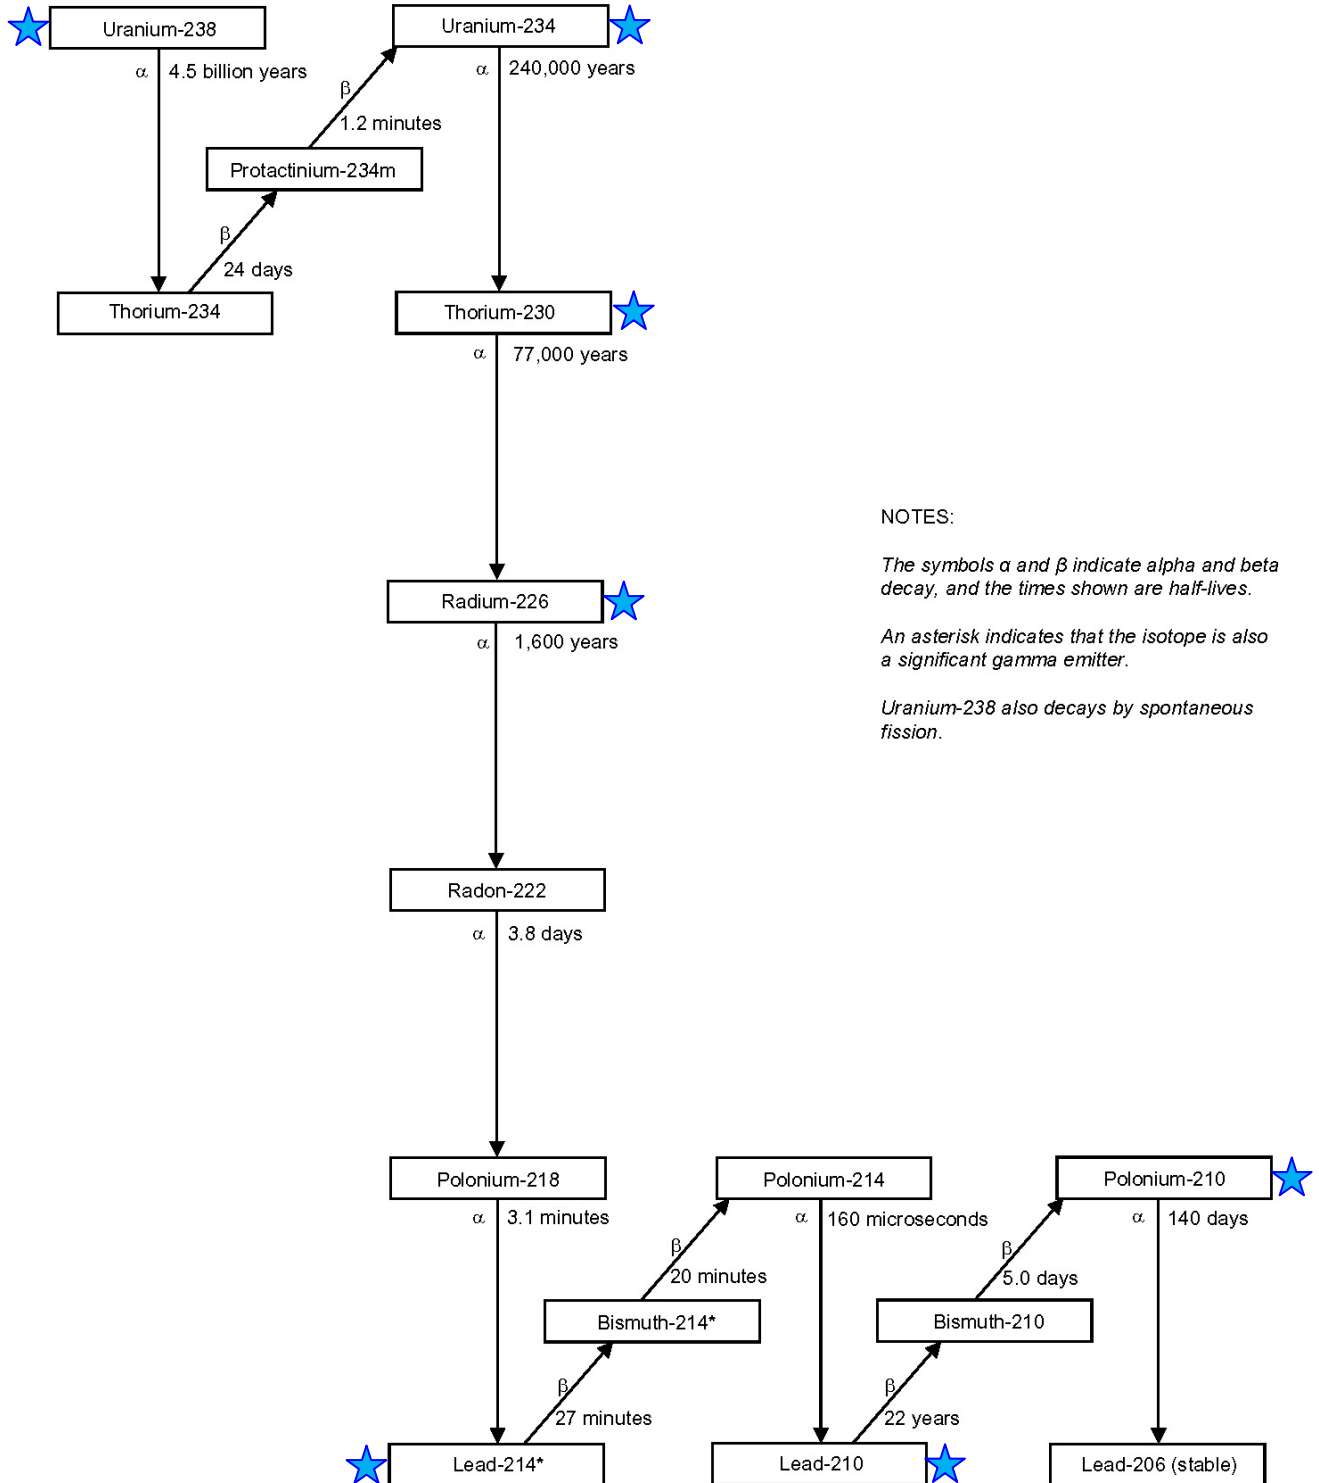 Uranium-238
Uranium-234
α 4.5 billion years
α 240,000 years
β
1.2 minutes
Protactinium-234m
β
24 days
Thorium-234
Thorium-230
α 77,000 years
NOTES:
The symbols α and β indicate alpha and beta
decay, and the times shown are half-lives.
Radium-226
α 1,600 years
An asterisk indicates that the isotope is also
a significant gamma emitter.
Uranium-238 also decays by spontaneous
fission.
Radon-222
α 3.8 days
Polonium-218
Polonium-214
Polonium-210
α 3.1 minutes
α 160 microseconds
α 140 days
β
20 minutes
β
5.0 days
Bismuth-214*
Bismuth-210
β
27 minutes
β
22 years
Lead-214*
Lead-210
Lead-206 (stable)